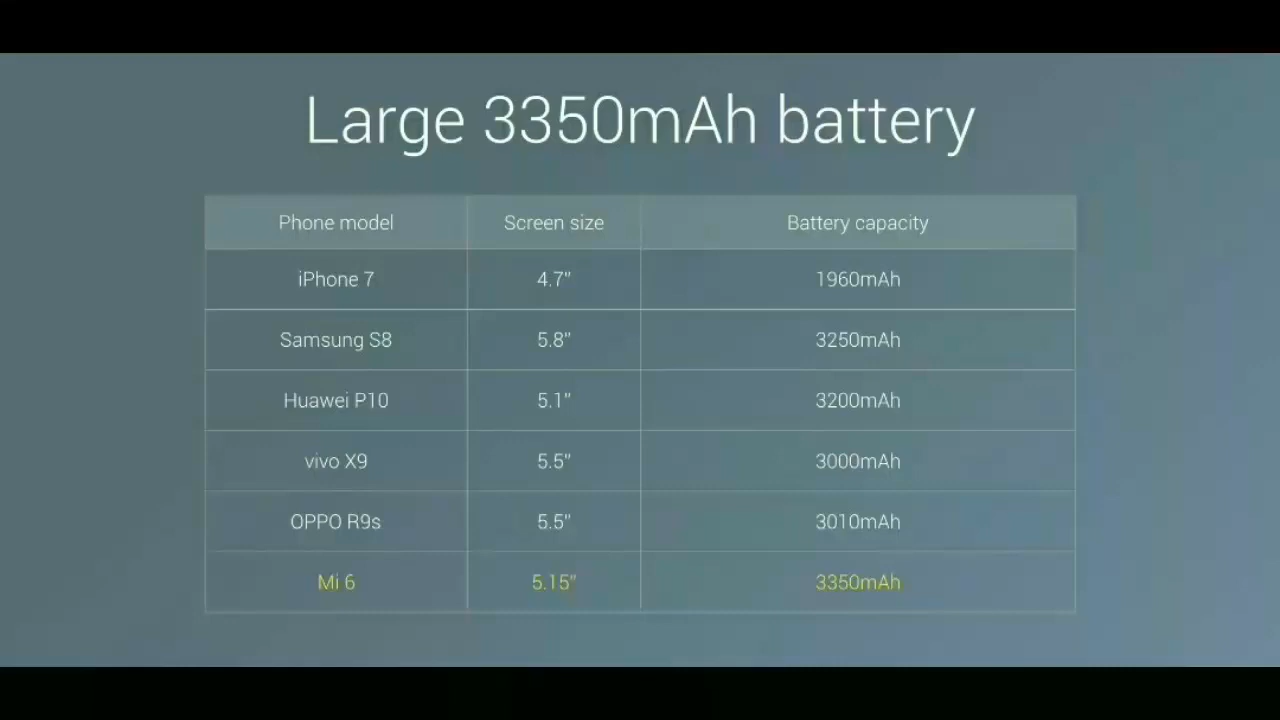 Large 3350mAh battery
Phone model Screen size Battery capacity
iPhone 7 4.7" 1960mAh
Samsung S8 5.8" 3250mAh
Huawei P10 5.1" 3200mAh
vivo X9 5.5" 3000mAh
OPPO R9s 5.5" 3010mAh
Mi 6 5.15" 3350mAh